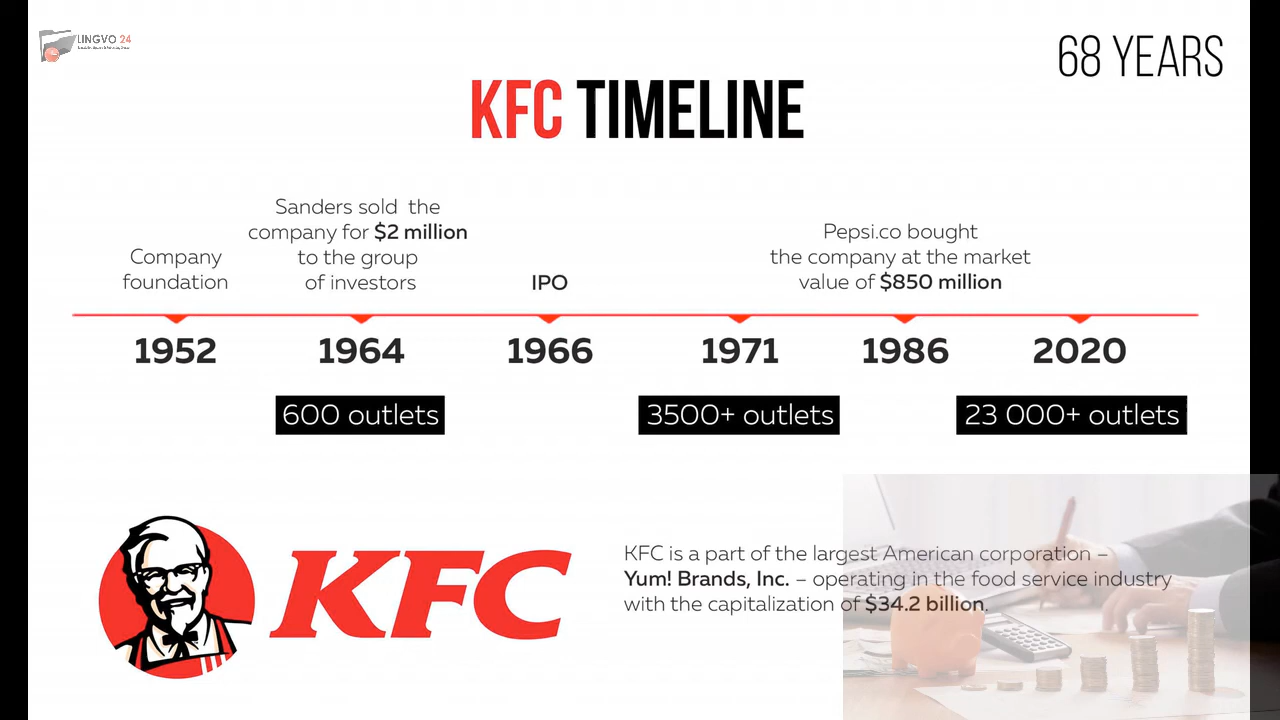 LINGVO 24
68 YEARS
KFC TIMELINE
Sanders sold the
company for $2 million
to the group
of investors
Company
foundation
IPO
Pepsi.co bought
the company at the market
value of $850 million
1952 1964 1966 1971 1986 2020
600 outlets 3500+ outlets 23 000+ outlets
KFC
KFC is a part of the largest American corporation –
Yum! Brands, Inc. – operating in the food service industry
with the capitalization of $34.2 billion.